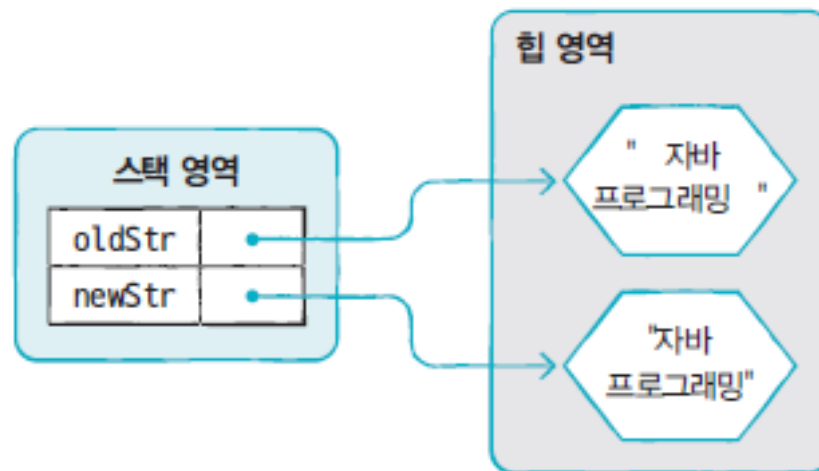 힙 영역
스택 영역
oldStr
newStr
" 자바
프로그래밍 "
"자바
프로그래밍"